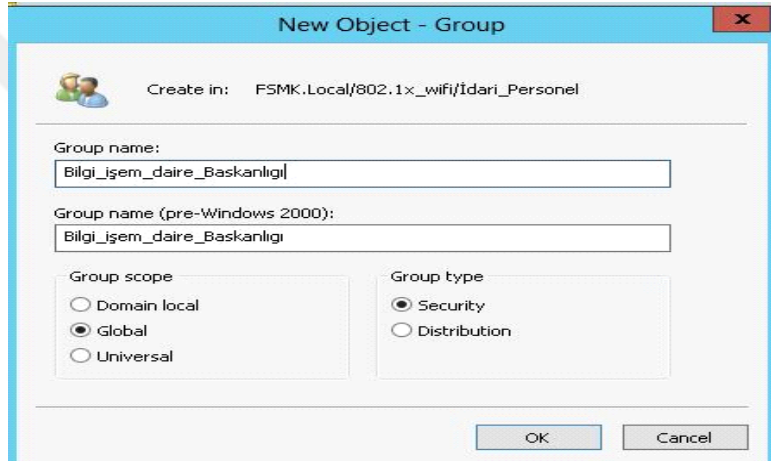 New Object - Group
x
Create in: FSMK.Local/802.1x_wifi/İdari_Personel
Group name:
Bilgi_işem_daire_Baskanlıgı
Group name (pre-Windows 2000):
Bilgi_işem_daire_Baskanlıgı
Group scope Group type
Domain local Security
Global Distribution
Universal
OK Cancel